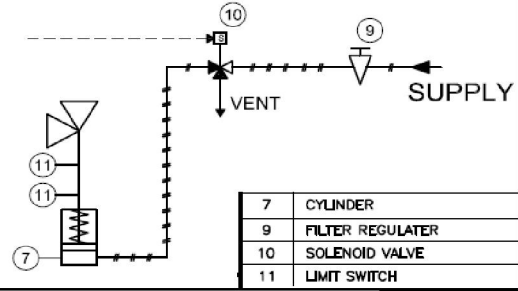 10
9
S
VENT
SUPPLY
11
11
7
7 CYLINDER
9 FILTER REGULATER
10 SOLENOID VALVE
11 LIMIT SWITCH